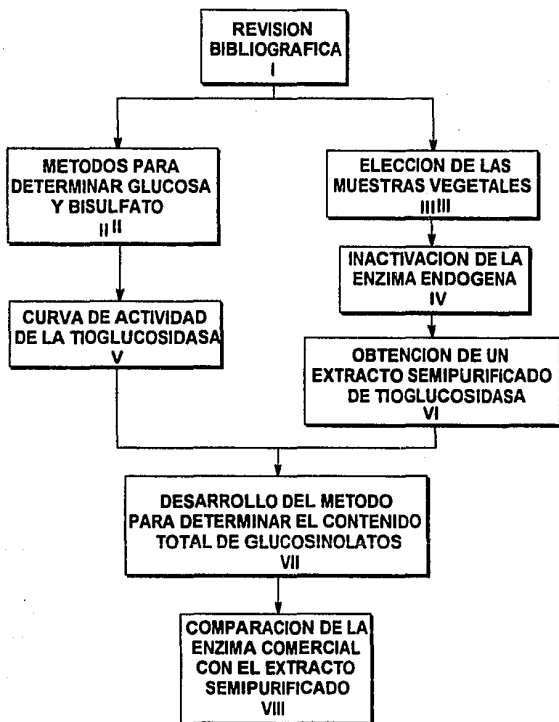 REVISION
BIBLIOGRAFICA
I
METODOS PARA
DETERMINAR GLUCOSA
Y BISULFATO
II II
ELECCION DE LAS
MUESTRAS VEGETALES
III III
INACTIVACION DE LA
ENZIMA ENDOGENA
IV
CURVA DE ACTIVIDAD
DE LA TIOGLUCOSIDASA
V
OBTENCION DE UN
EXTRACTO SEMIPURIFICADO
DE TIOGLUCOSIDASA
VI
DESARROLLO DEL METODO
PARA DETERMINAR EL CONTENIDO
TOTAL DE GLUCOSINOLATOS
VII
COMPARACION DE LA
ENZIMA COMERCIAL
CON EL EXTRACTO
SEMIPURIFICADO
VIII